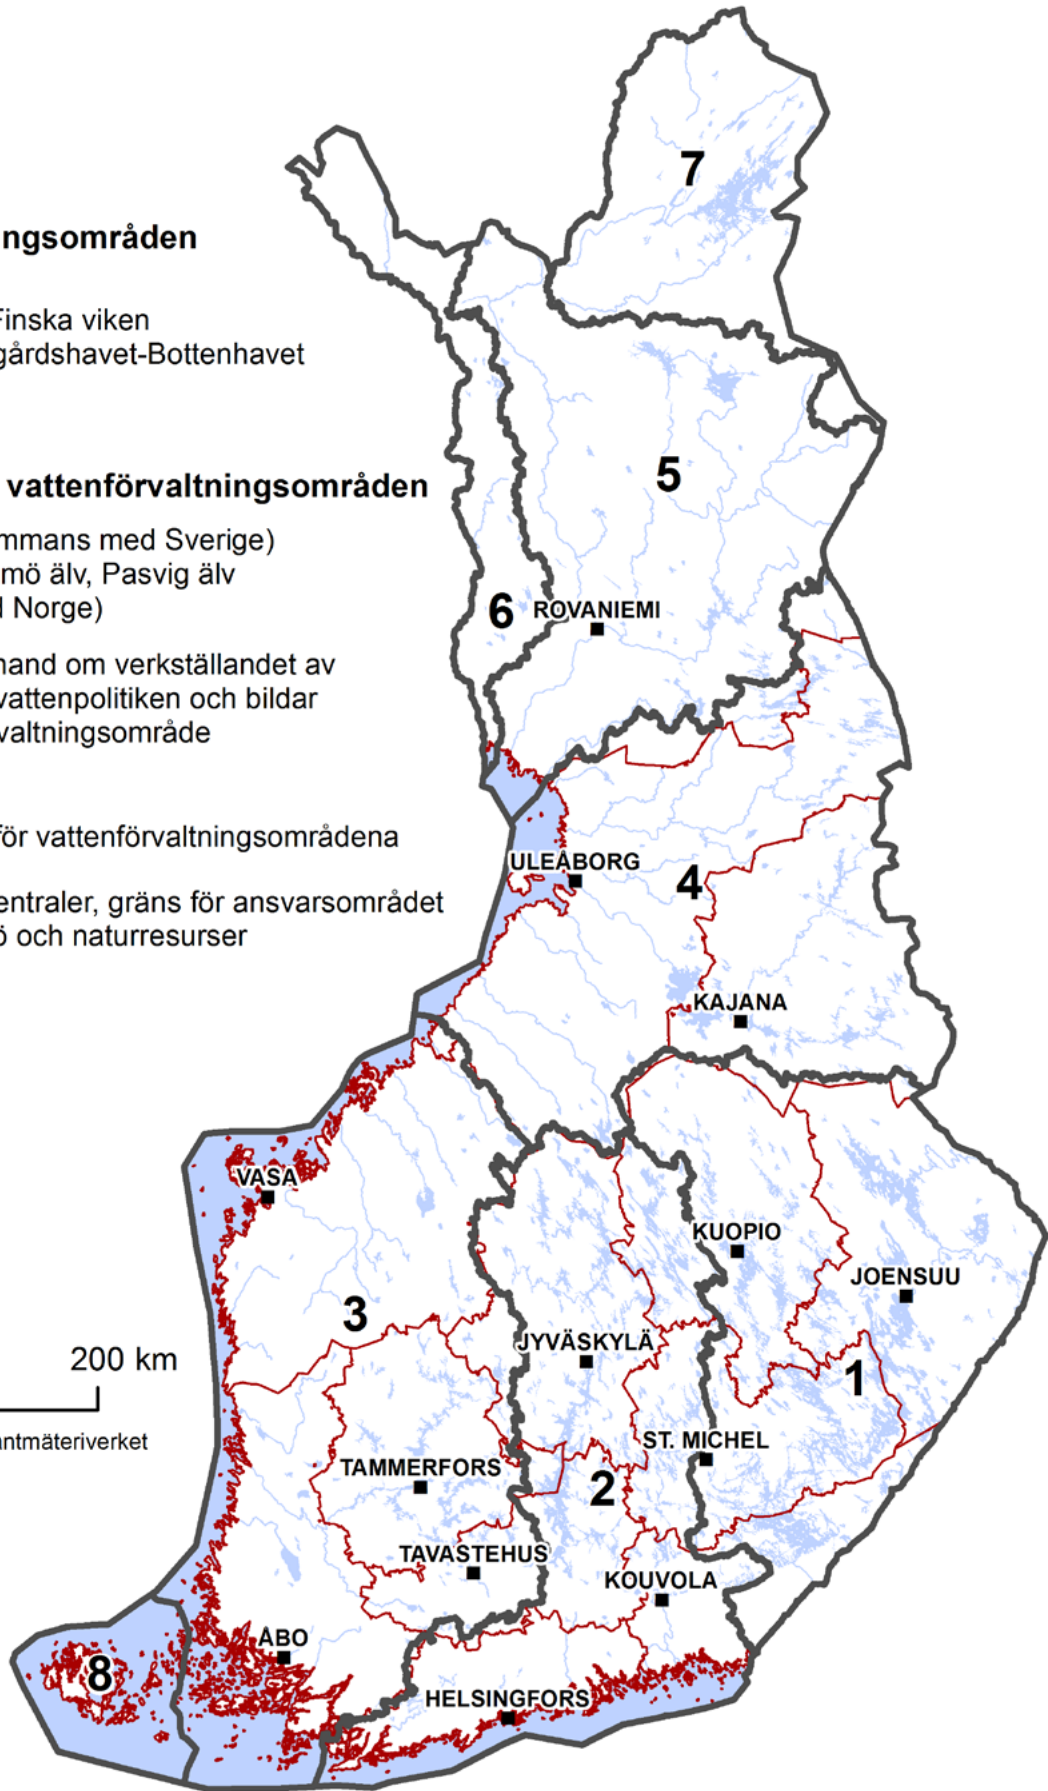 ngsområden
Finska viken
gårdshavet-Bottenhavet
vattenförvaltningsområden
mmans med Sverige)
mö älv, Pasvig älv
d Norge)
hand om verkställandet av
vattenpolitiken och bildar
valtningsområde
för vattenförvaltningsområdena
entraler, gräns för ansvarsområdet
ö och naturresurser
7
5
6
ROVANIEMI
ULEÅBORG
4
KAJANA
VASA
KUOPIO
JOENSUU
3
JYVÄSKYLÄ
200 km
1
antmäteriverket
ST. MICHEL
TAMMERFORS
2
TAVASTEHUS
KOUVOLA
ÅBO
8
HELSINGFORS